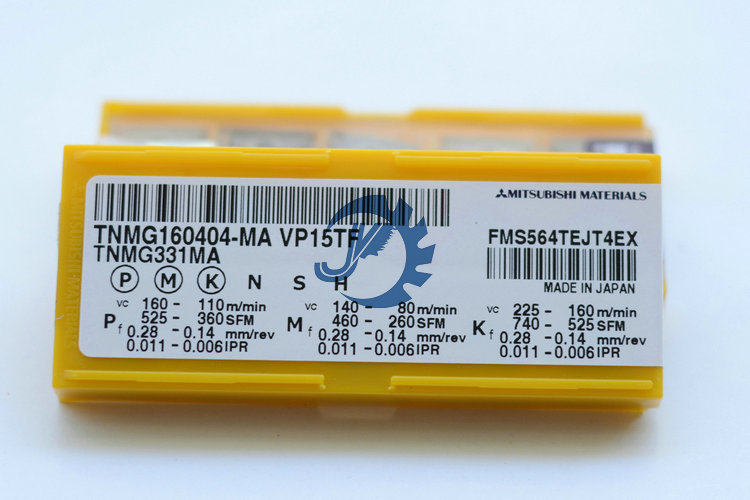 MITSUBISHI MATERIALS
TNMG160404-MA VP15TF
TNMG331MA
FMS564TEJT4EX
MADE IN JAPAN
P M K N S H
P vc 160 - 110 m/min
525 - 360 SFM
f 0.28 - 0.14 mm/rev
0.011 - 0.006 IPR
M vc 140 - 80 m/min
460 - 260 SFM
f 0.28 - 0.14 mm/rev
0.011 - 0.006 IPR
K vc 225 - 160 m/min
740 - 525 SFM
f 0.28 - 0.14 mm/rev
0.011 - 0.006 IPR